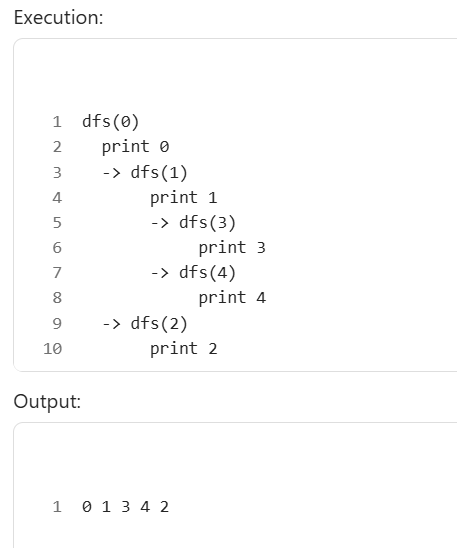 Execution:
1 dfs(0)
2   print 0
3   -> dfs(1)
4        print 1
5        -> dfs(3)
6             print 3
7        -> dfs(4)
8             print 4
9   -> dfs(2)
10       print 2
Output:
1 0 1 3 4 2